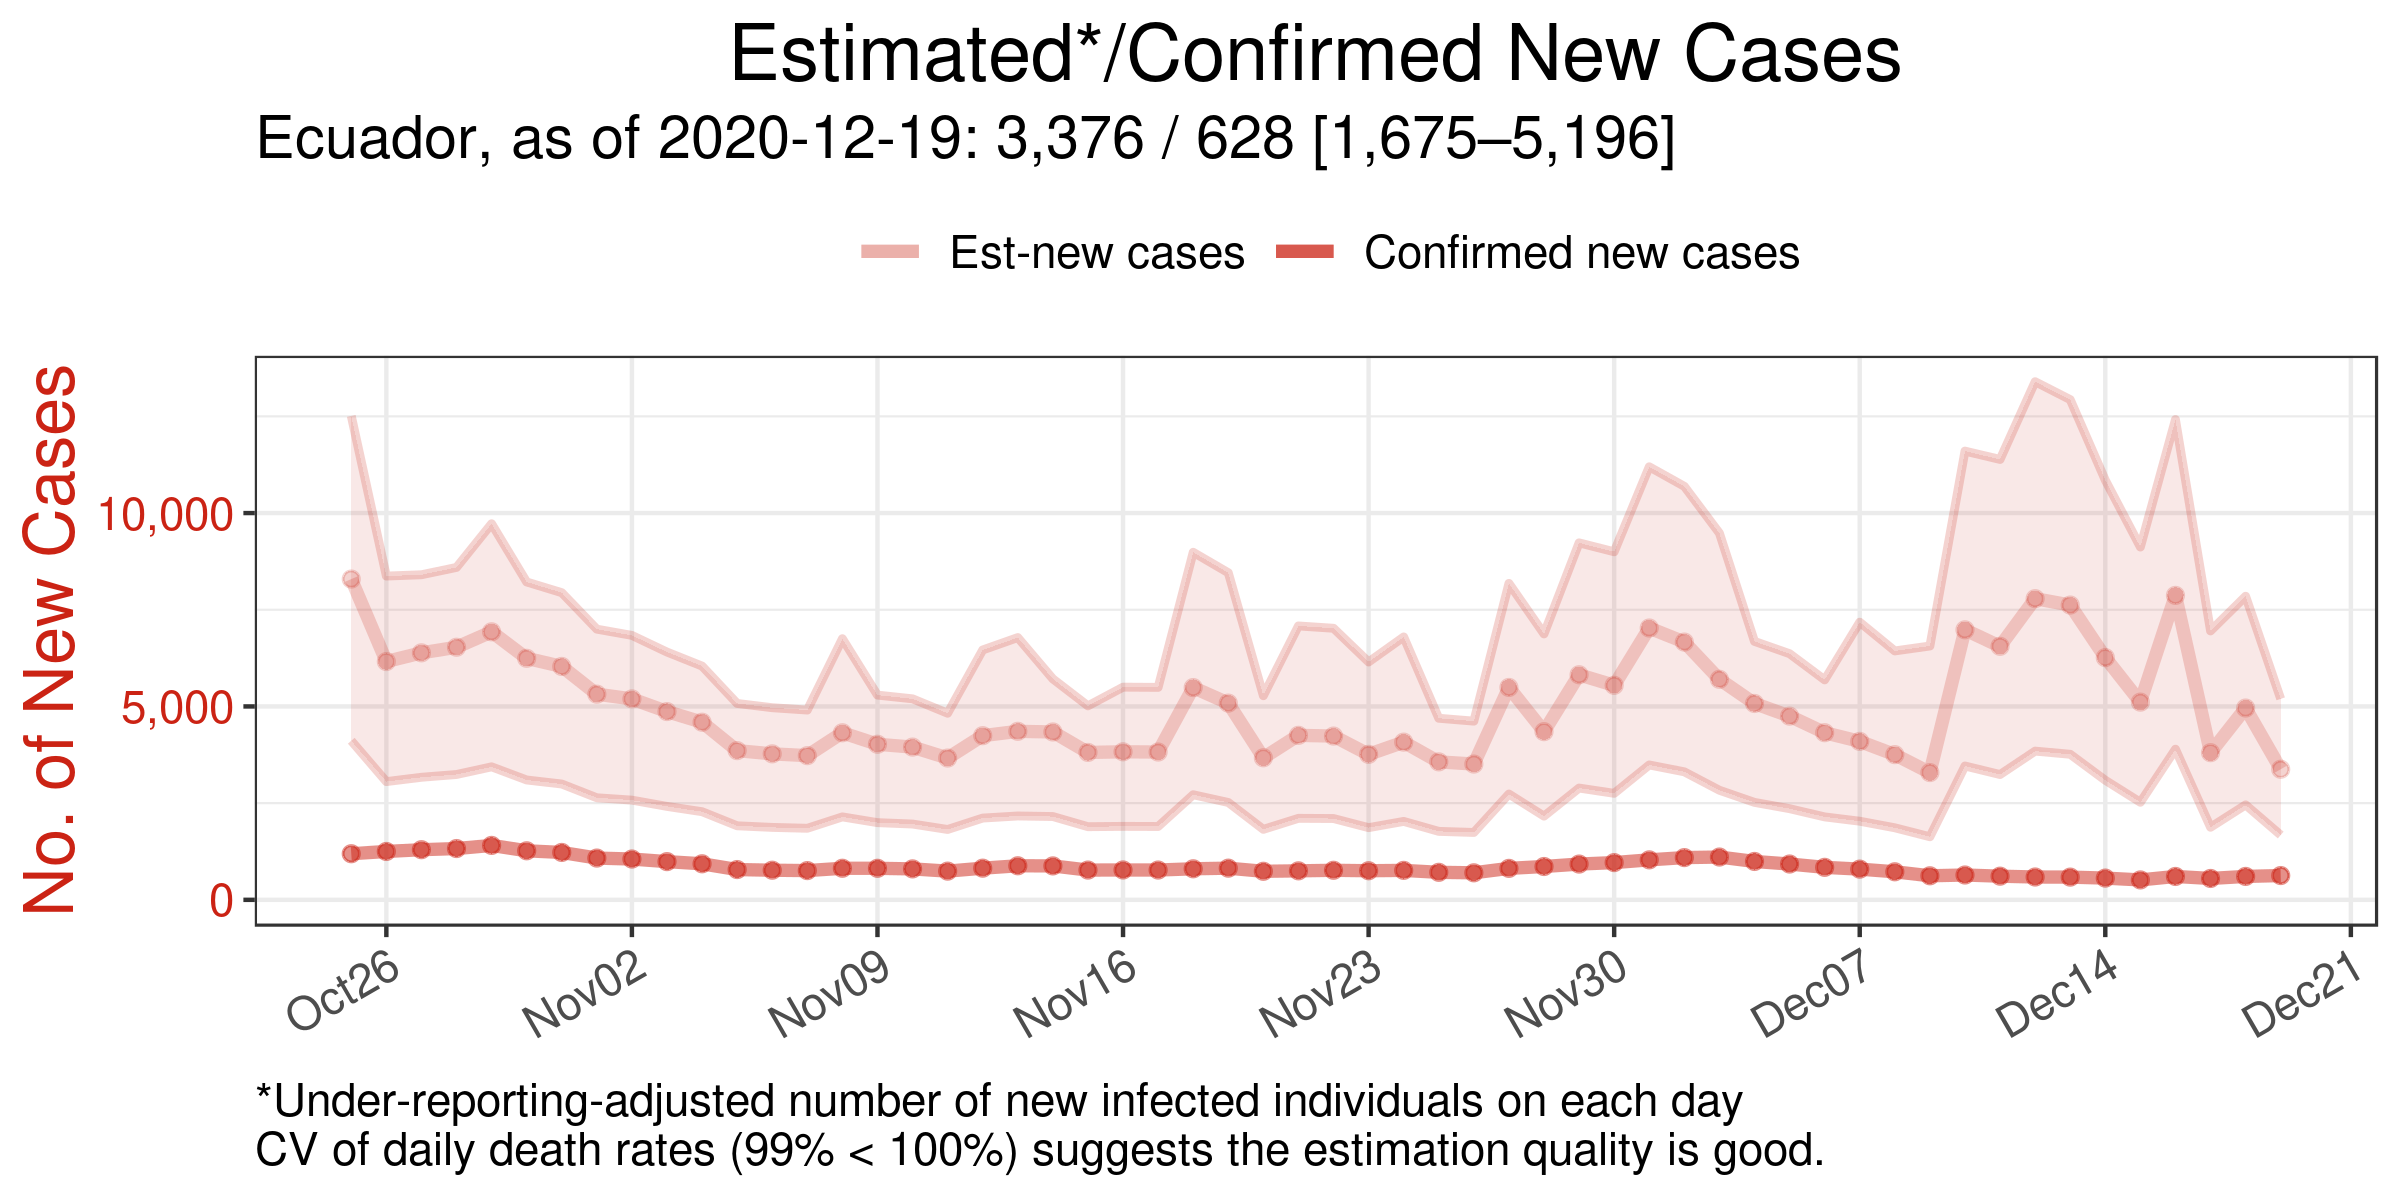 Estimated*/Confirmed New Cases
Ecuador, as of 2020-12-19: 3,376 / 628 [1,675–5,196]
Est-new cases Confirmed new cases
No. of New Cases
10,000
5,000
0
Oct26 Nov02 Nov09 Nov16 Nov23 Nov30 Dec07 Dec14 Dec21
*Under-reporting-adjusted number of new infected individuals on each day
CV of daily death rates (99% < 100%) suggests the estimation quality is good.